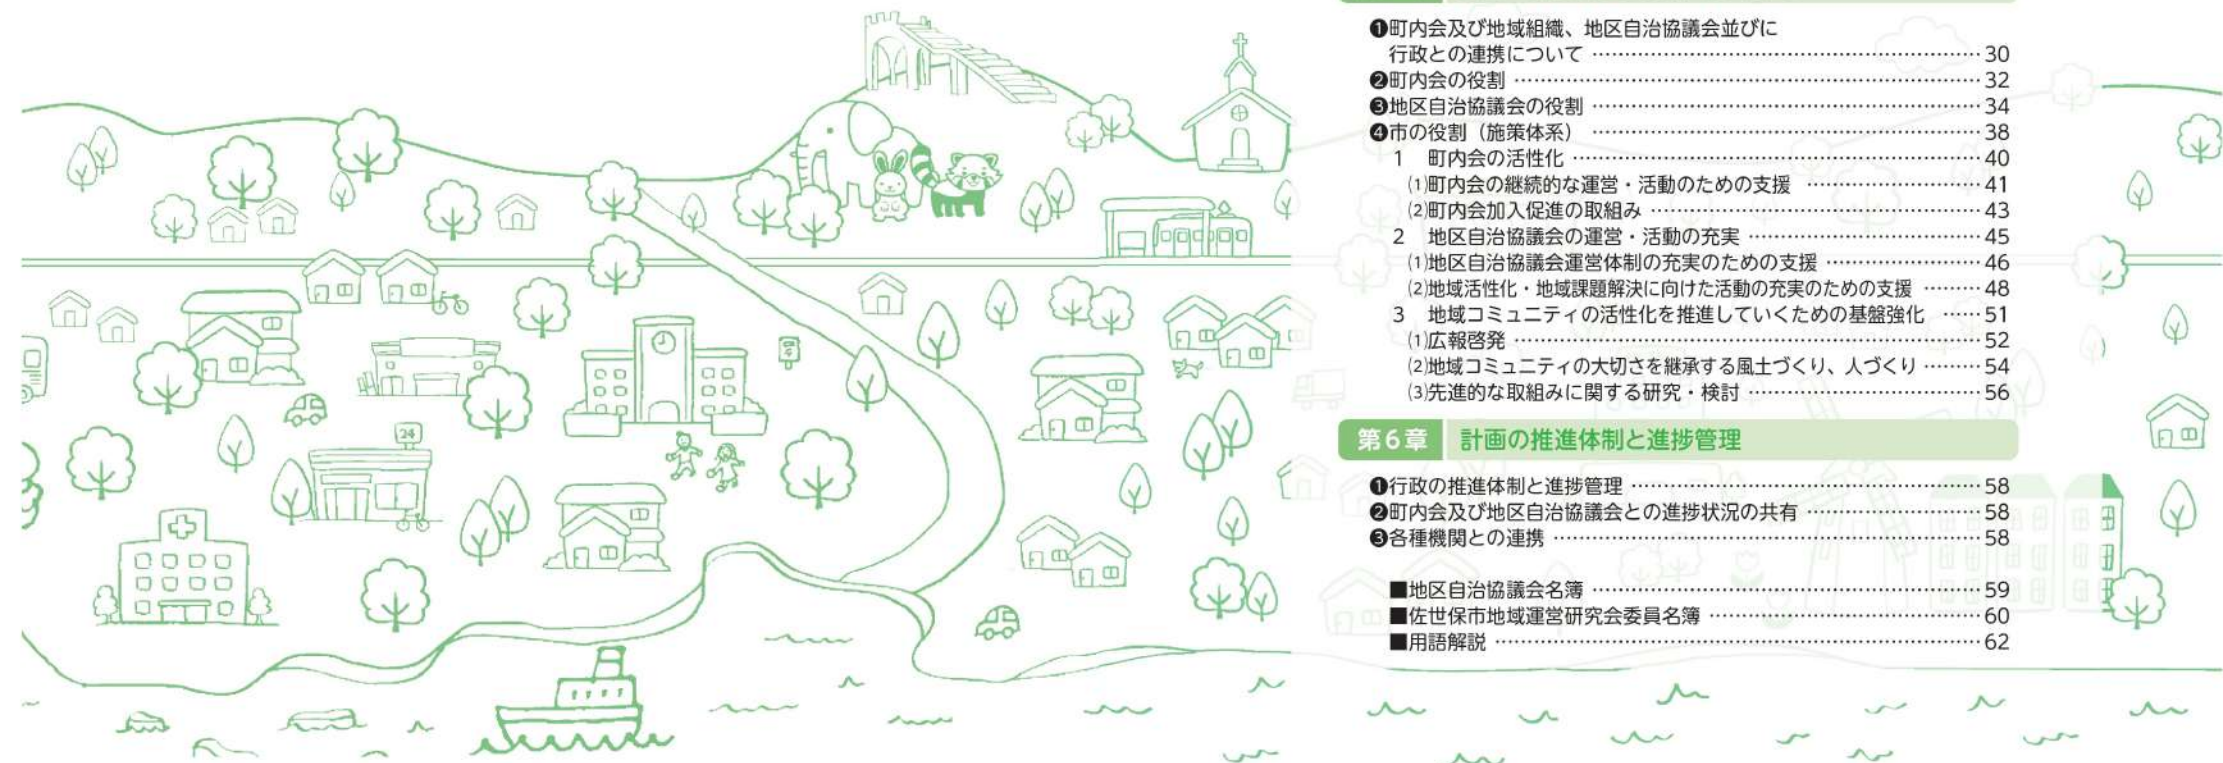 ❶町内会及び地域組織、地区自治協議会並びに
行政との連携について ………… 30
❷町内会の役割 ………… 32
❸地区自治協議会の役割 ………… 34
❹市の役割（施策体系） ………… 38
1 町内会の活性化 ………… 40
⑴町内会の継続的な運営・活動のための支援 ………… 41
⑵町内会加入促進の取組み ………… 43
2 地区自治協議会の運営・活動の充実 ………… 45
⑴地区自治協議会運営体制の充実のための支援 ………… 46
⑵地域活性化・地域課題解決に向けた活動の充実のための支援 ………… 48
3 地域コミュニティの活性化を推進していくための基盤強化 ………… 51
⑴広報啓発 ………… 52
⑵地域コミュニティの大切さを継承する風土づくり、人づくり ………… 54
⑶先進的な取組みに関する研究・検討 ………… 56
第6章 計画の推進体制と進捗管理
❶行政の推進体制と進捗管理 ………… 58
❷町内会及び地区自治協議会との進捗状況の共有 ………… 58
❸各種機関との連携 ………… 58
■地区自治協議会名簿 ………… 59
■佐世保市地域運営研究会委員名簿 ………… 60
■用語解説 ………… 62
24